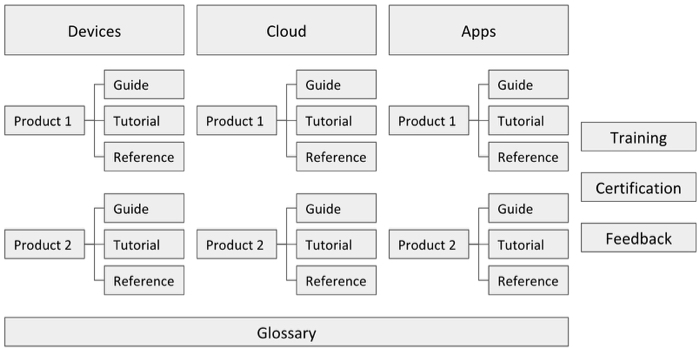 Devices
Cloud
Apps
Product 1
Guide
Tutorial
Reference
Product 1
Guide
Tutorial
Reference
Product 1
Guide
Tutorial
Reference
Product 2
Guide
Tutorial
Reference
Product 2
Guide
Tutorial
Reference
Product 2
Guide
Tutorial
Reference
Training
Certification
Feedback
Glossary